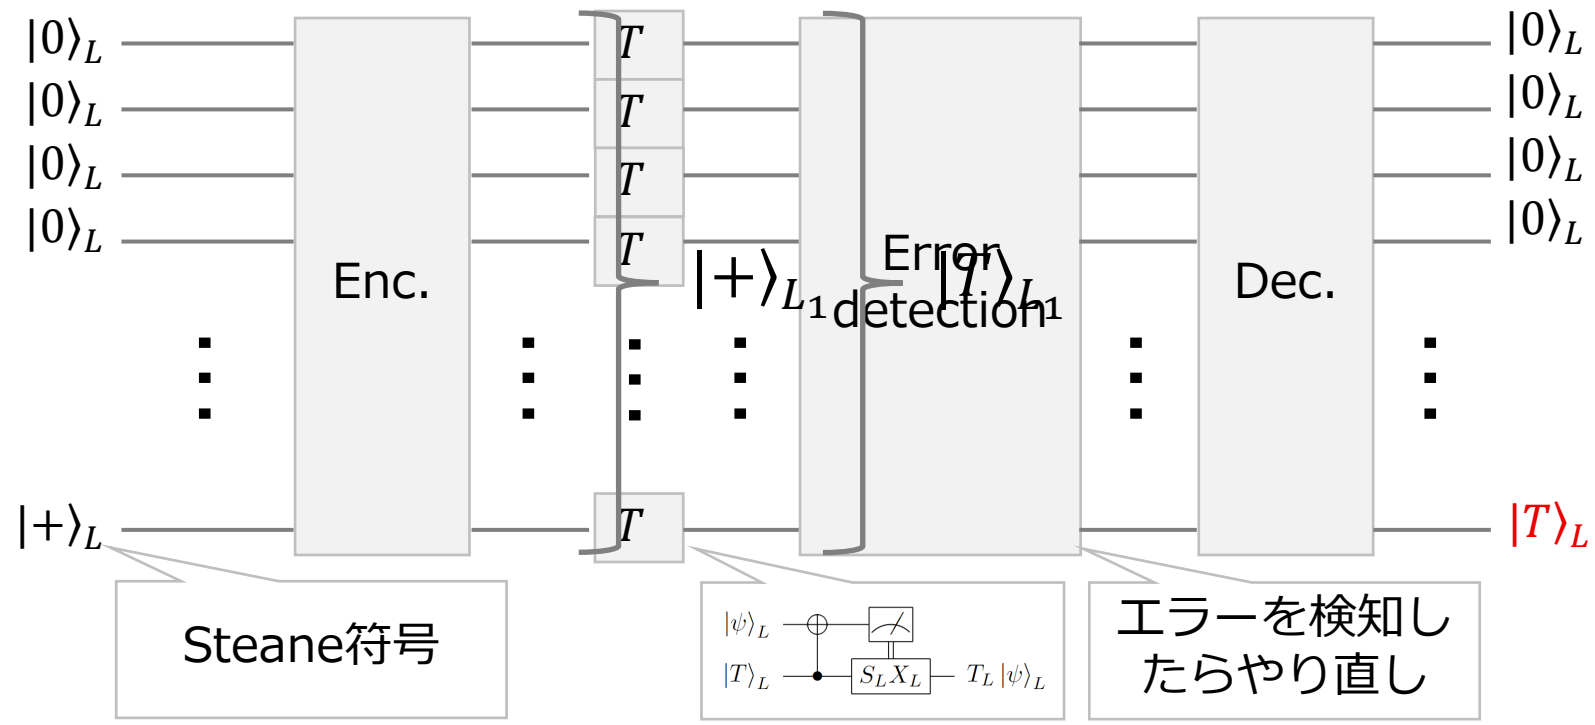 |0⟩_L T |0⟩_L
|0⟩_L T |0⟩_L
|0⟩_L T |0⟩_L
|0⟩_L T |0⟩_L
Enc. |+⟩_{L_1} Error |T⟩_{L_1} Dec.
detection
|+⟩_L T |T⟩_L
Steane符号
|ψ⟩_L
|T⟩_L S_L X_L T_L |ψ⟩_L
エラーを検知し
たらやり直し